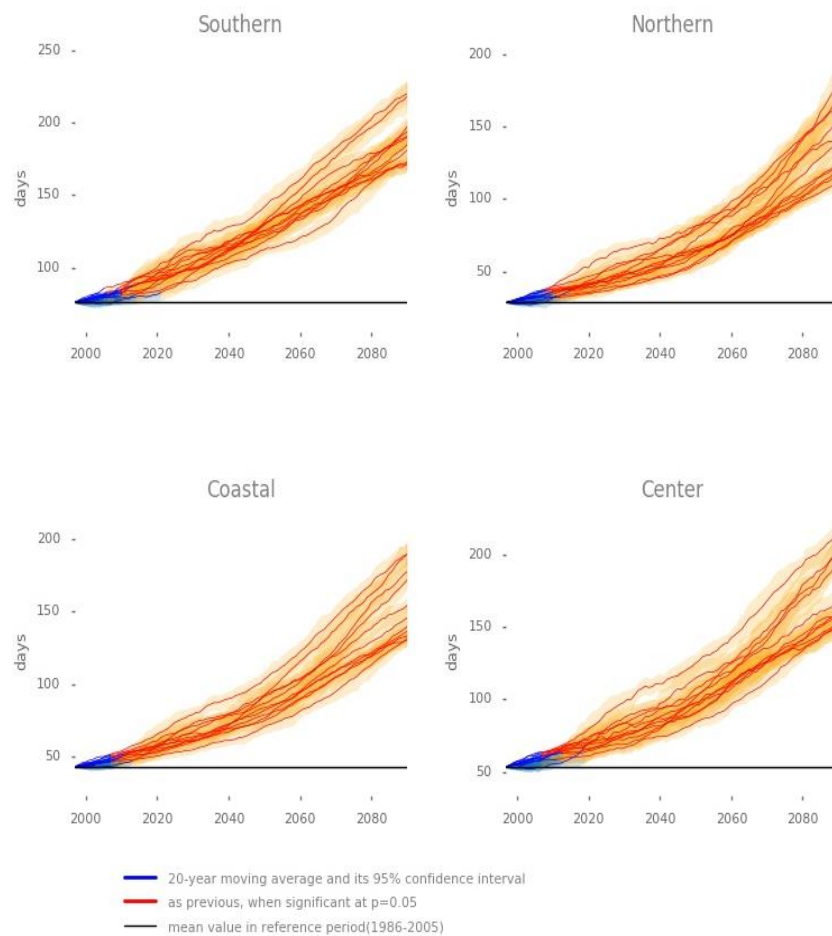 Southern
250
200
150
100
days
2000 2020 2040 2060 2080
Northern
200
150
100
50
days
2000 2020 2040 2060 2080
Coastal
200
150
100
50
days
2000 2020 2040 2060 2080
Center
200
150
100
50
days
2000 2020 2040 2060 2080
20-year moving average and its 95% confidence interval
as previous, when significant at p=0.05
mean value in reference period(1986-2005)